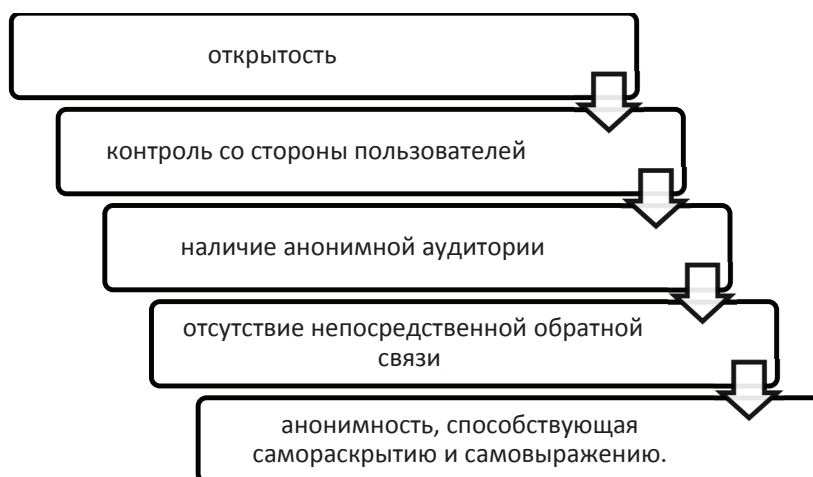 открытость
контроль со стороны пользователей
наличие анонимной аудитории
отсутствие непосредственной обратной
связи
анонимность, способствующая
самораскрытию и самовыражению.